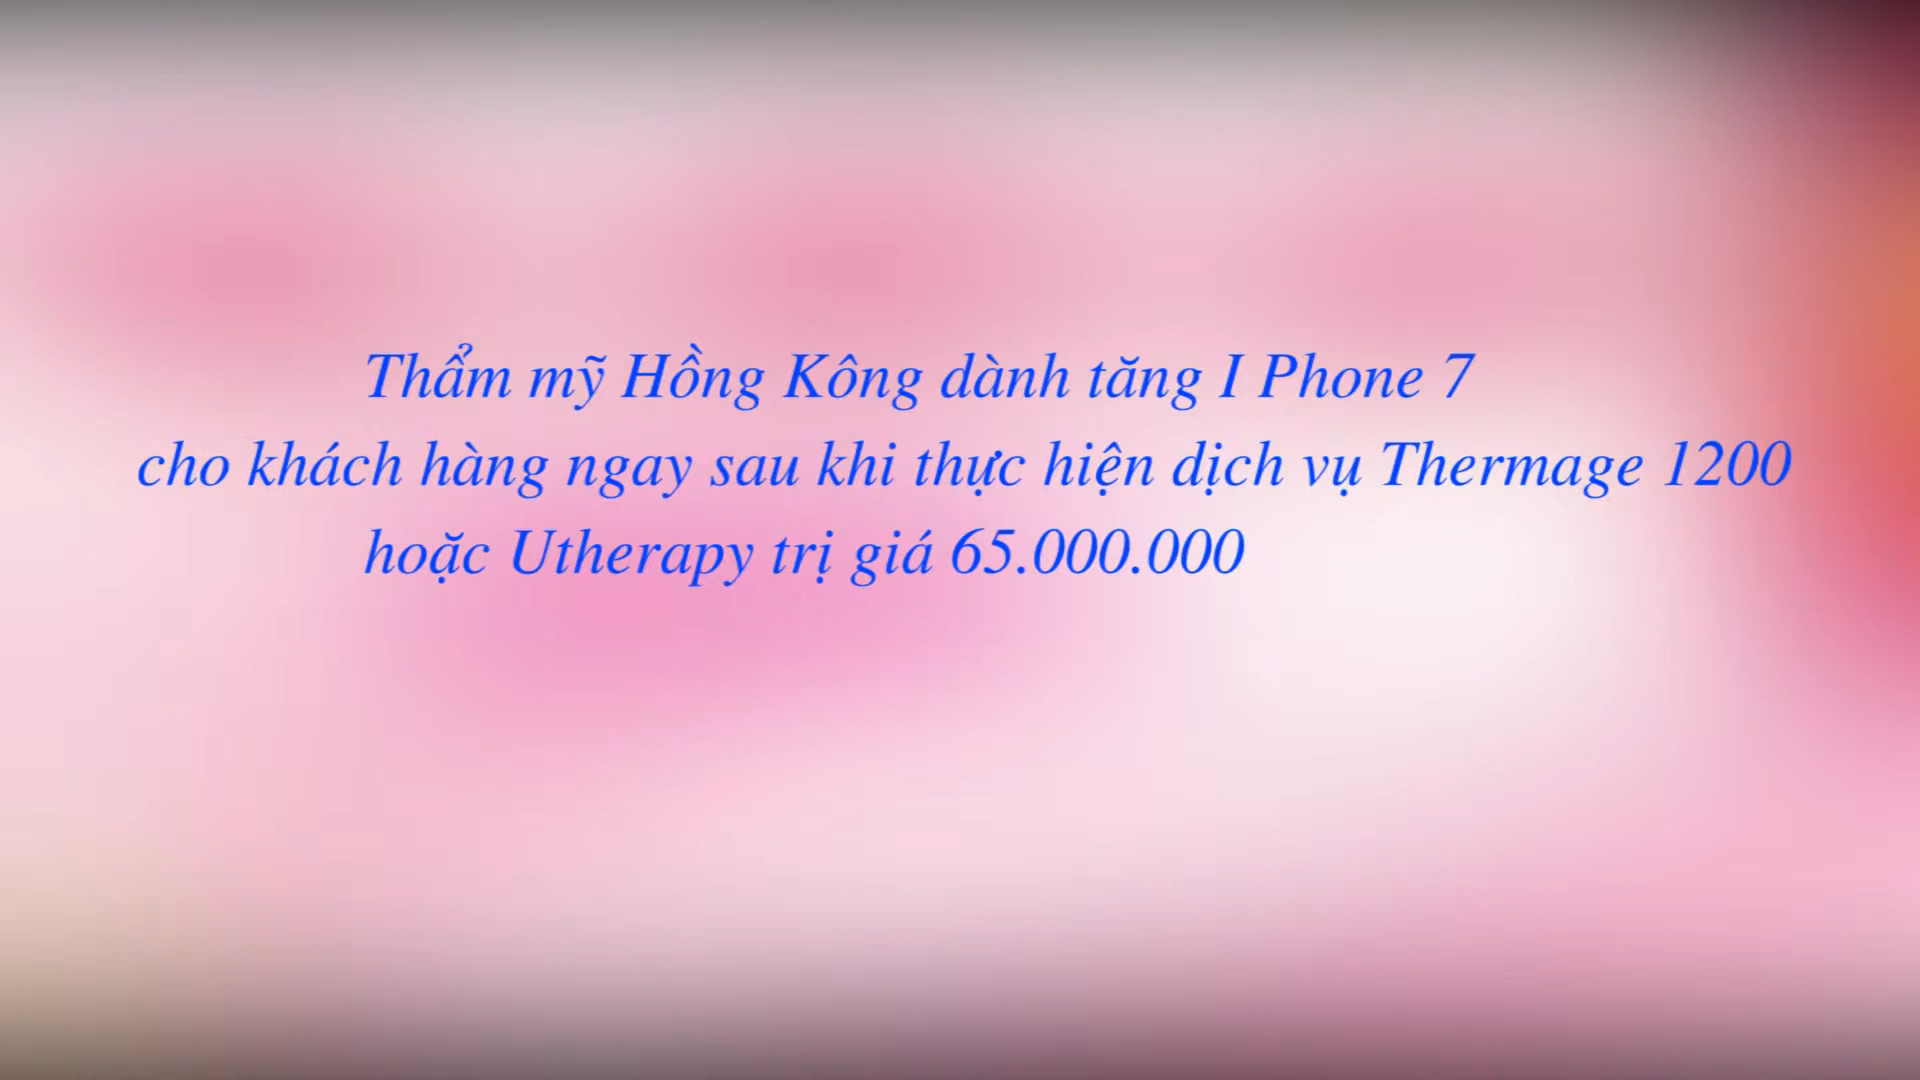 Thẩm mỹ Hồng Kông dành tăng I Phone 7
cho khách hàng ngay sau khi thực hiện dịch vụ Thermage 1200
hoặc Utherapy trị giá 65.000.000